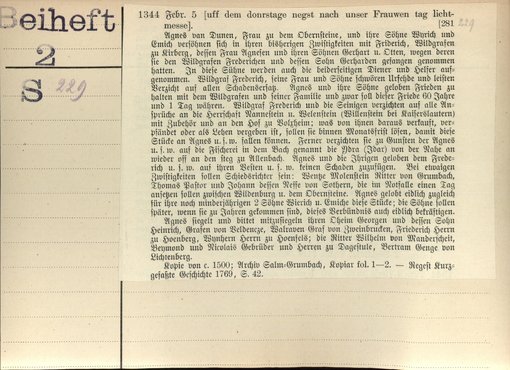 Beiheft
2
S 229
1344 Febr. 5 [uff dem donrstage negst nach unser Frauwen tag licht-
messe]. [281 229
Agnes van Dunen, Frau zu dem Obernsteine, und ihre Söhne Wyrich und
Emich versöhnen sich in ihren bisherigen Zwistigkeiten mit Friderich, Wildgrafen
zu Kirberg, dessen Frau Agnesen und ihren Söhnen Gerhart u. Otten, wegen deren
sie den Wildgrafen Frederichen und dessen Sohn Gerharden gefangen genommen
hatten. In diese Sühne werden auch die beiderseitigen Diener und Helfer auf-
genommen. Wildgraf Frederich, seine Frau und Söhne schwören Urfehde und leisten
Verzicht auf allen Schadensersatz. Agnes und ihre Söhne geloben Frieden zu
halten mit dem Wildgrafen und seiner Familie und zwar soll dieser Friede 60 Jahre
und 1 Tag währen. Wildgraf Frederich und die Seinigen verzichten auf alle An-
sprüche an die Herrschaft Nannestein u. Welenstein (Willenstein bei Kaiserslautern)
mit Zubehör und an den Hof zu Volxheim; was von ihnen daraus verkauft, ver-
pfändet oder als Lehen vergeben ist, sollen sie binnen Monatsfrist lösen, damit diese
Stücke an Agnes u. s. w. fallen können. Ferner verzichten sie zu Gunsten der Agnes
u. s. w. auf die Fischerei in dem Bach genannt die Ydra (Idar) von der Nahe an
wieder off an den steg zu Allenbach. Agnes und die Ihrigen geloben dem Frede-
rich u. s. w. auf ihren Vesten u. s. w. keinen Schaden zuzufügen. Bei etwaigen
Zwistigkeiten sollen Schiedsrichter sein: Wenze Molenstein Ritter von Grumbach,
Thomas Pastor und Johann dessen Neffe von Sothern, die im Notfalle einen Tag
ansetzen sollen zwischen Wildenburg u. dem Obernsteine. Agnes gelobt eidlich zugleich
für ihre noch minderjährigen 2 Söhne Wierich u. Emiche diese Stücke; die Söhne sollen
später, wenn sie zu Jahren gekommen sind, dieses Verbündnis auch eidlich bekräftigen.
Agnes siegelt und bittet mitzusiegeln ihren Oheim Georgen und dessen Sohn
Heinrich, Grafen von Veldencze, Walraven Graf von Zweinbrucken, Friederich Herrn
zu Hoenberg, Wynhern Herrn zu Hoenfels; die Ritter Wilhelm von Manderscheit,
Weymond und Nicolais Gebrüder und Herren zu Dagestule, Bertram Genge von
Lichtenberg.
Kopie von c. 1500; Archiv Salm-Grumbach, Kopiar fol. 1—2. — Regest Kurz-
gefaßte Geschichte 1769, S. 42.